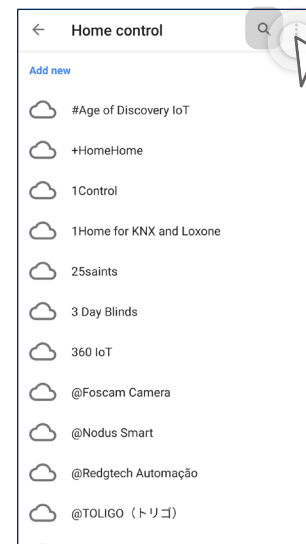 Home control
Add new
#Age of Discovery IoT
+HomeHome
1Control
1Home for KNX and Loxone
25saints
3 Day Blinds
360 IoT
@Foscam Camera
@Nodus Smart
@Redgtech Automação
@TOLIGO（トリゴ）